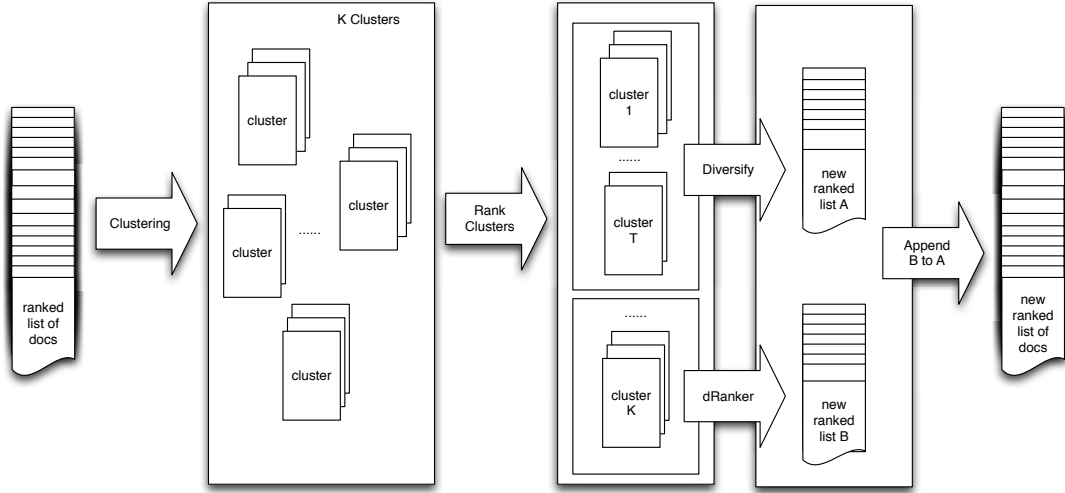 ranked
list of
docs
Clustering
K Clusters
cluster
cluster
cluster
......
cluster
Rank
Clusters
cluster
1
......
cluster
T
......
cluster
K
Diversify
dRanker
new
ranked
list A
new
ranked
list B
Append
B to A
new
ranked
list of
docs